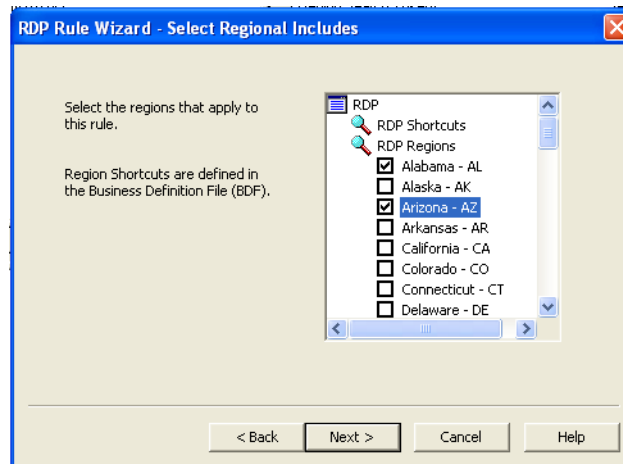 RDP Rule Wizard - Select Regional Includes
Select the regions that apply to
this rule.
Region Shortcuts are defined in
the Business Definition File (BDF).
RDP
RDP Shortcuts
RDP Regions
Alabama - AL
Alaska - AK
Arizona - AZ
Arkansas - AR
California - CA
Colorado - CO
Connecticut - CT
Delaware - DE
< Back
Next >
Cancel
Help